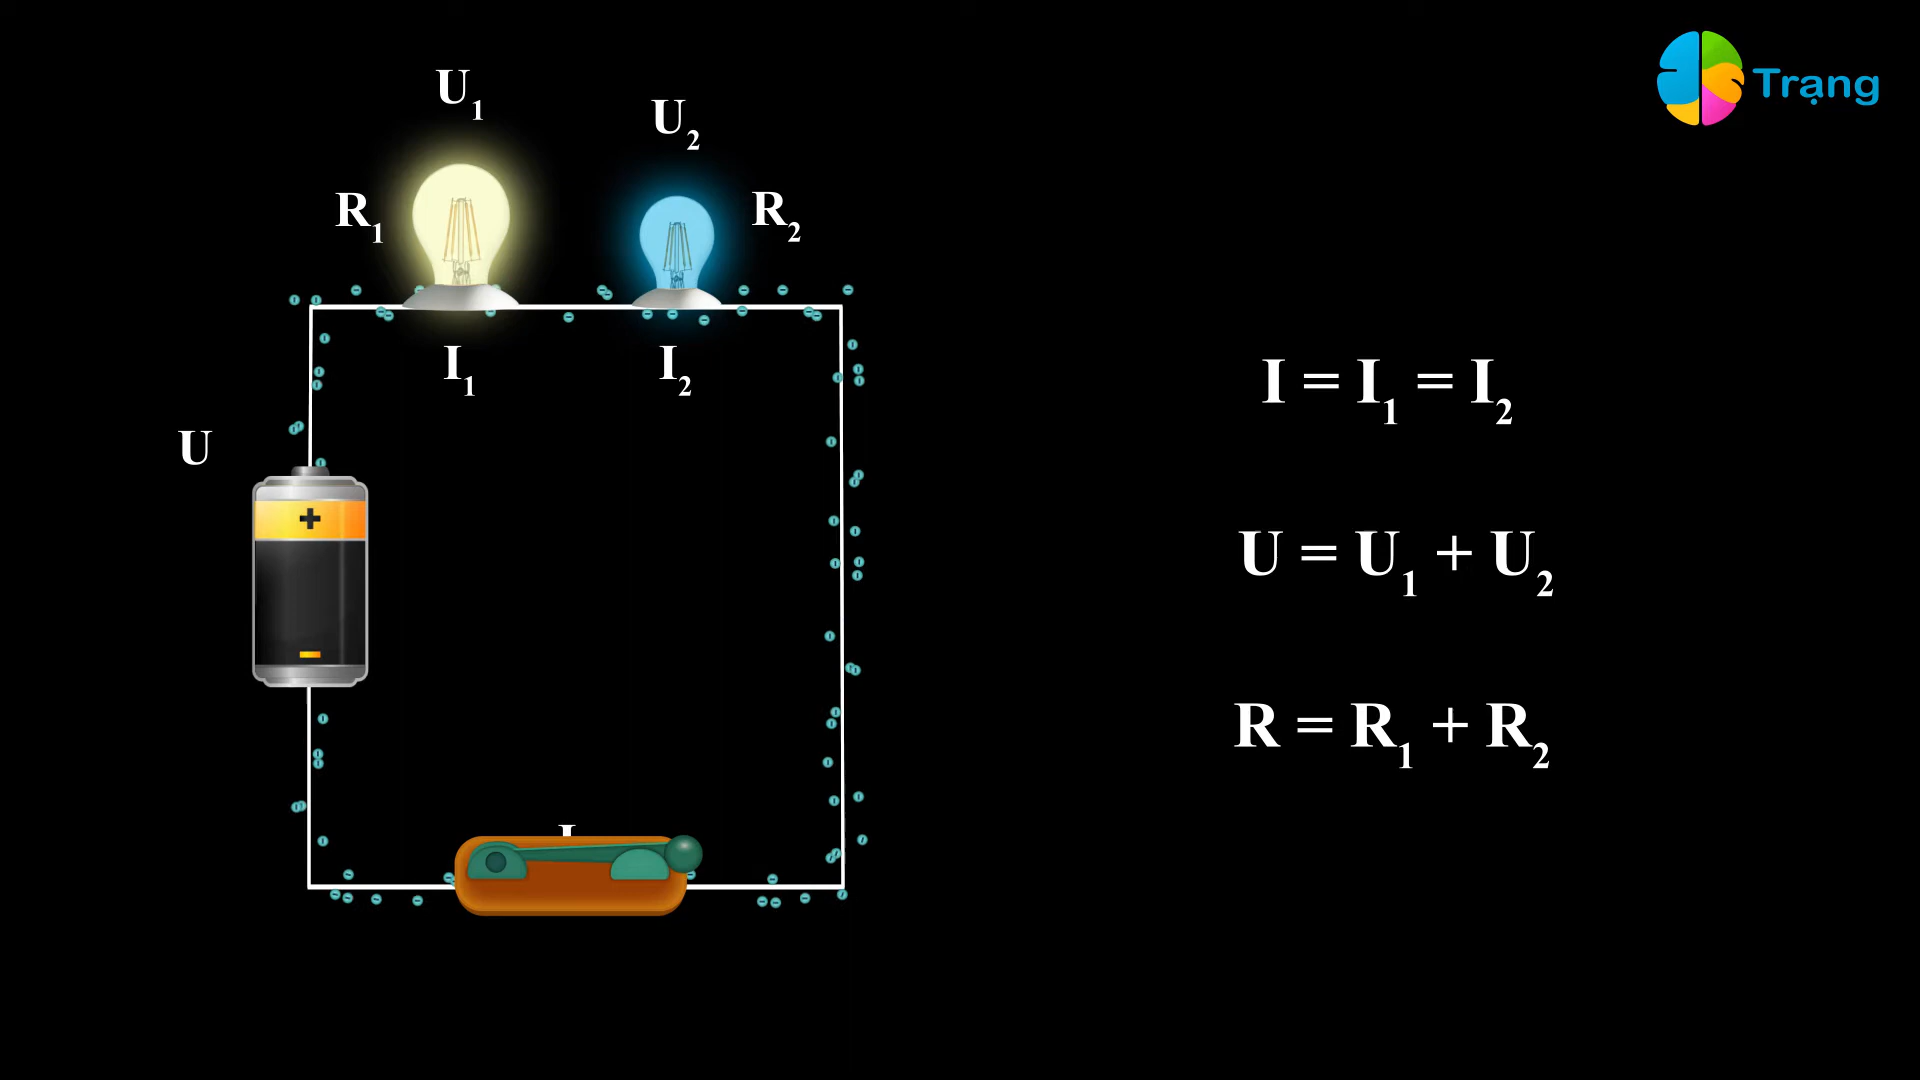 Trạng
U₁
U₂
R₁
R₂
I₁
I₂
U
+
-
I = I₁ = I₂
U = U₁ + U₂
R = R₁ + R₂